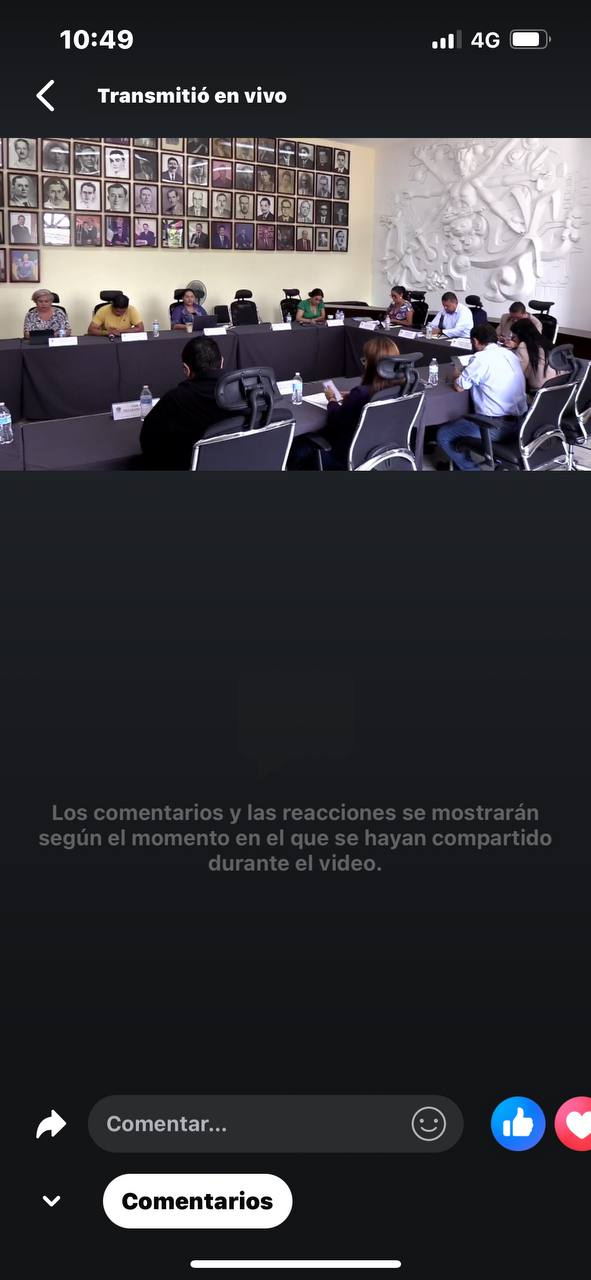 10:49
4G
Transmitió en vivo
Los comentarios y las reacciones se mostrarán
según el momento en el que se hayan compartido
durante el video.
Comentar...
Comentarios